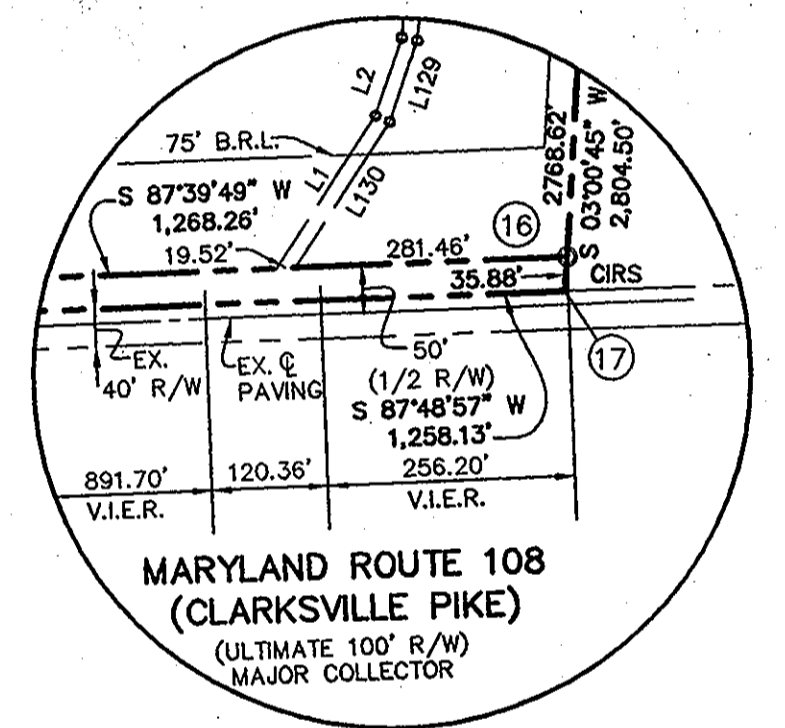 L2
L129
75' B.R.L.
L1
L130
S 87°39'49" W
1,268.26'
19.52'
281.46'
16
2768.62'
S 03°00'45" W
2,804.50'
35.88'
CIRS
17
EX.
40' R/W
EX. ℄
PAVING
50'
(1/2 R/W)
S 87°48'57" W
1,258.13'
891.70'
120.36'
256.20'
V.I.E.R.
V.I.E.R.
MARYLAND ROUTE 108
(CLARKSVILLE PIKE)
(ULTIMATE 100' R/W)
MAJOR COLLECTOR